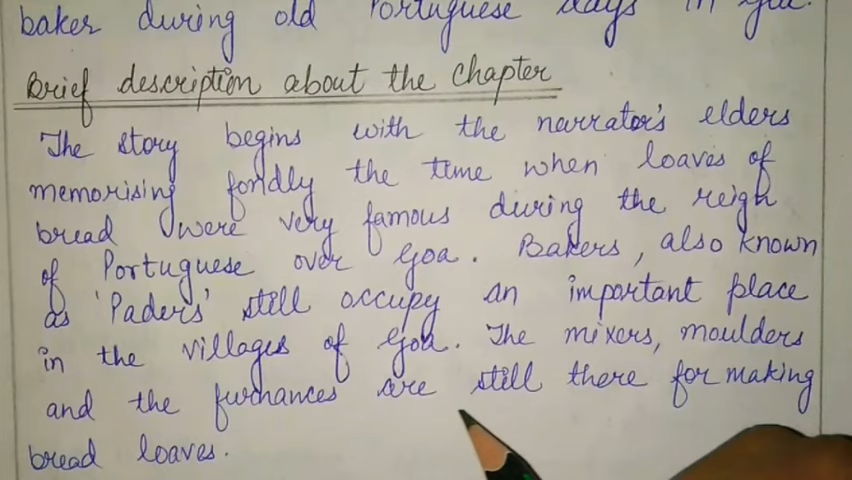 baker during old Portuguese days in Goa.
Brief description about the chapter
The story begins with the narrator's elders
memorising fondly the time when loaves of
bread were very famous during the reigh
of Portuguese over Goa. Bakers, also known
as 'Paders' still occupy an important place
in the villages of Goa. The mixers, moulders
and the furhances are still there for making
bread loaves.